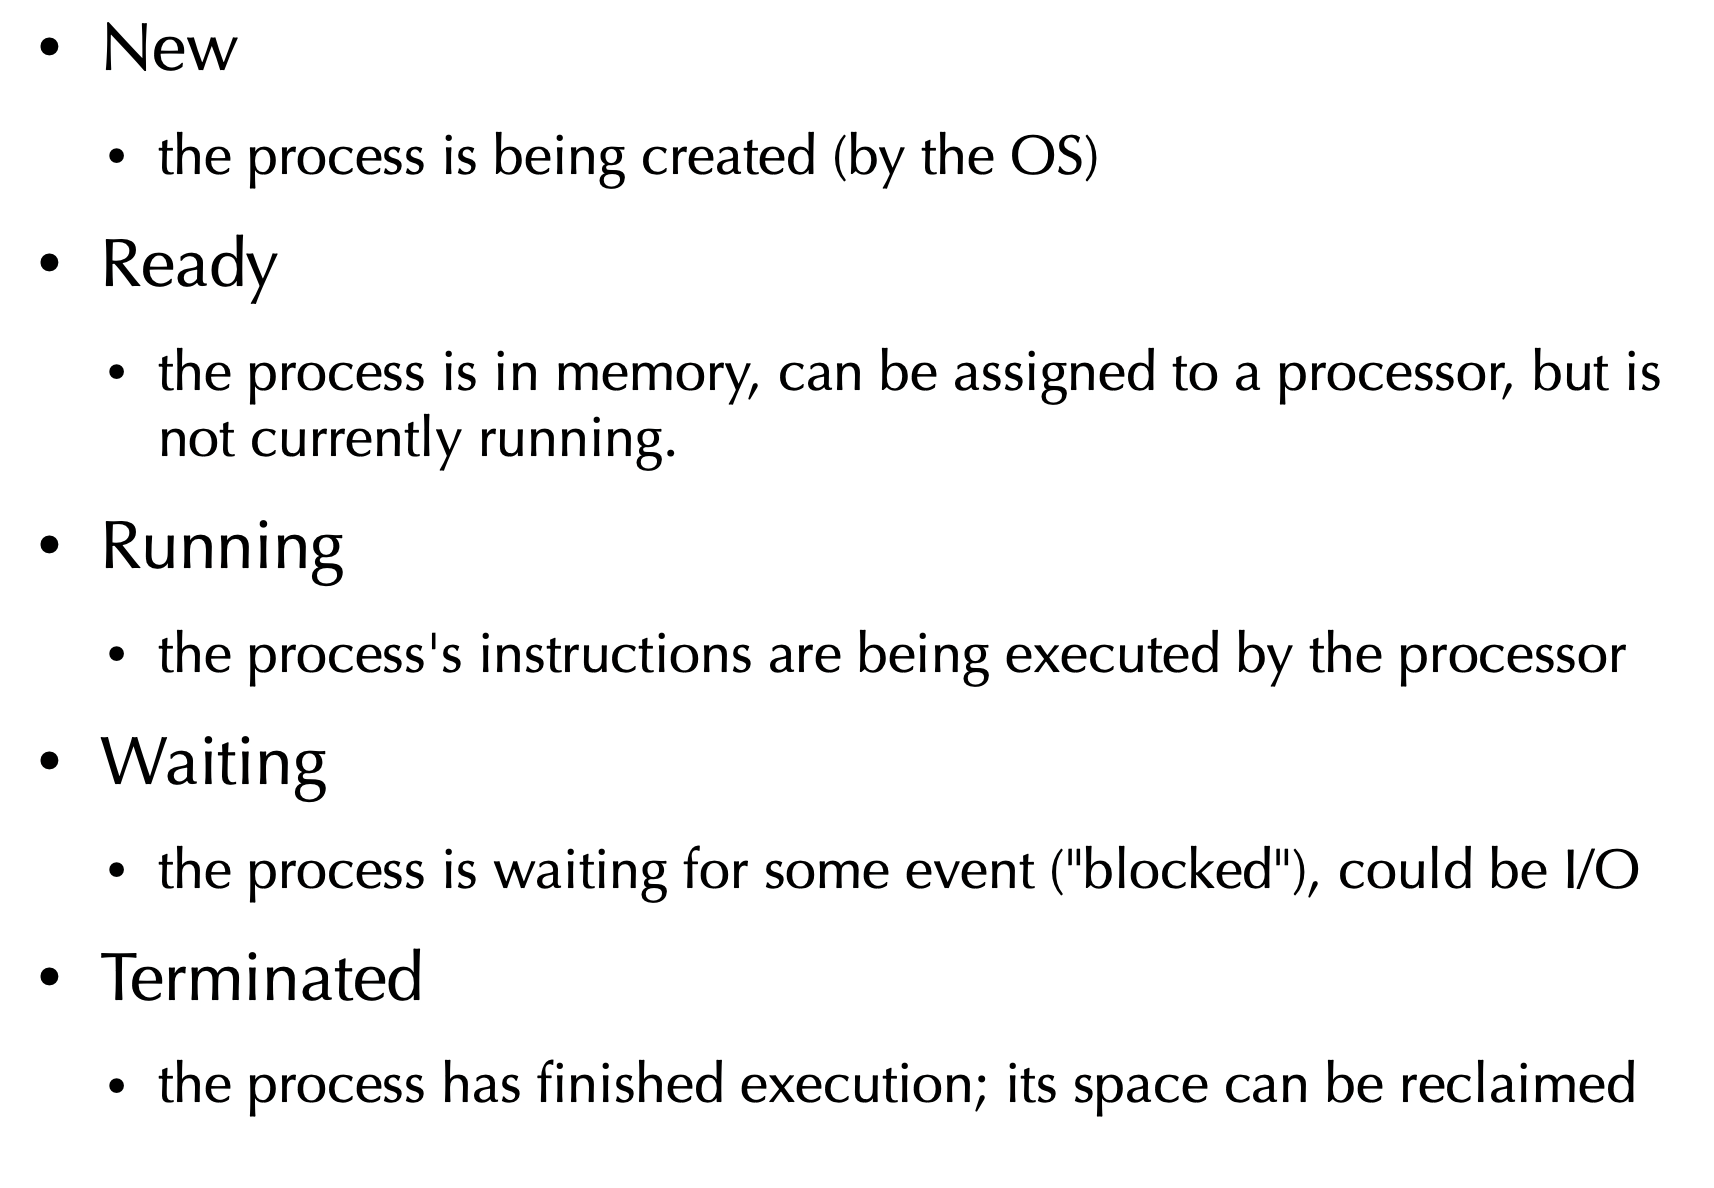 • New
• the process is being created (by the OS)
• Ready
• the process is in memory, can be assigned to a processor, but is
not currently running.
• Running
• the process's instructions are being executed by the processor
• Waiting
• the process is waiting for some event ("blocked"), could be I/O
• Terminated
• the process has finished execution; its space can be reclaimed